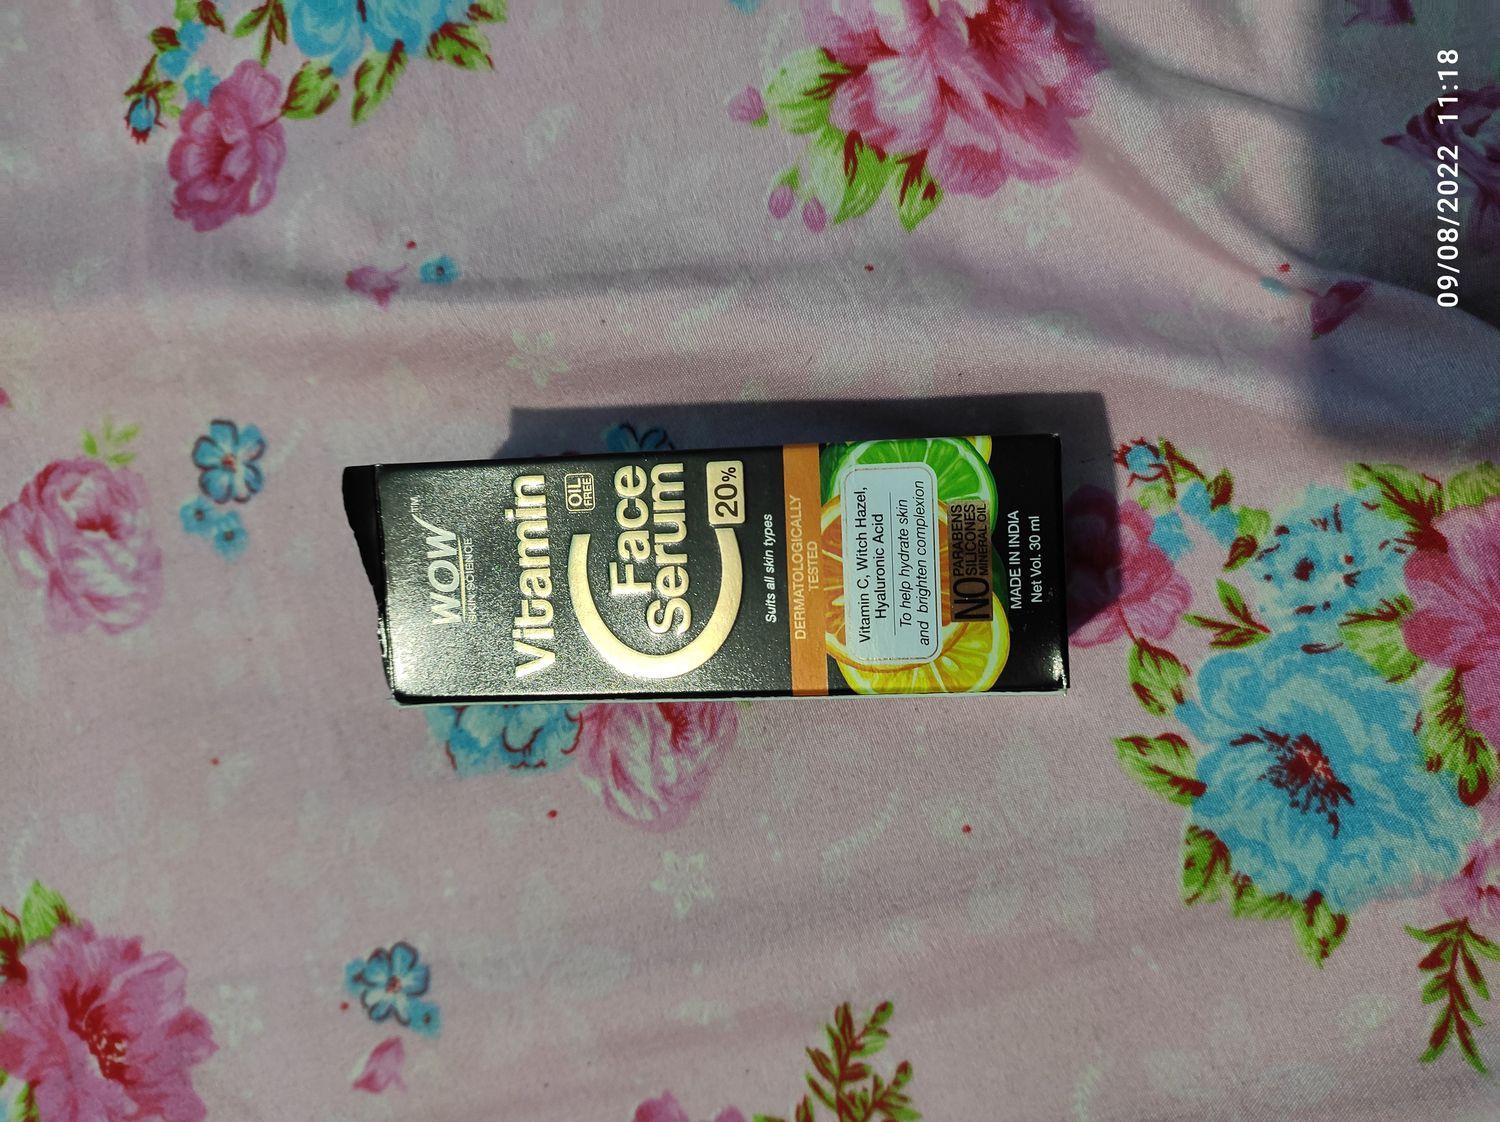 WOW™
SKIN SCIENCE
Vitamin
OIL
FREE
C
Face
Serum
20%
Suits all skin types
DERMATOLOGICALLY
TESTED
Vitamin C, Witch Hazel,
Hyaluronic Acid
To help hydrate skin
and brighten complexion
NO
PARABENS
SILICONES
MINERAL OIL
MADE IN INDIA
Net Vol. 30 ml
09/08/2022 11:18